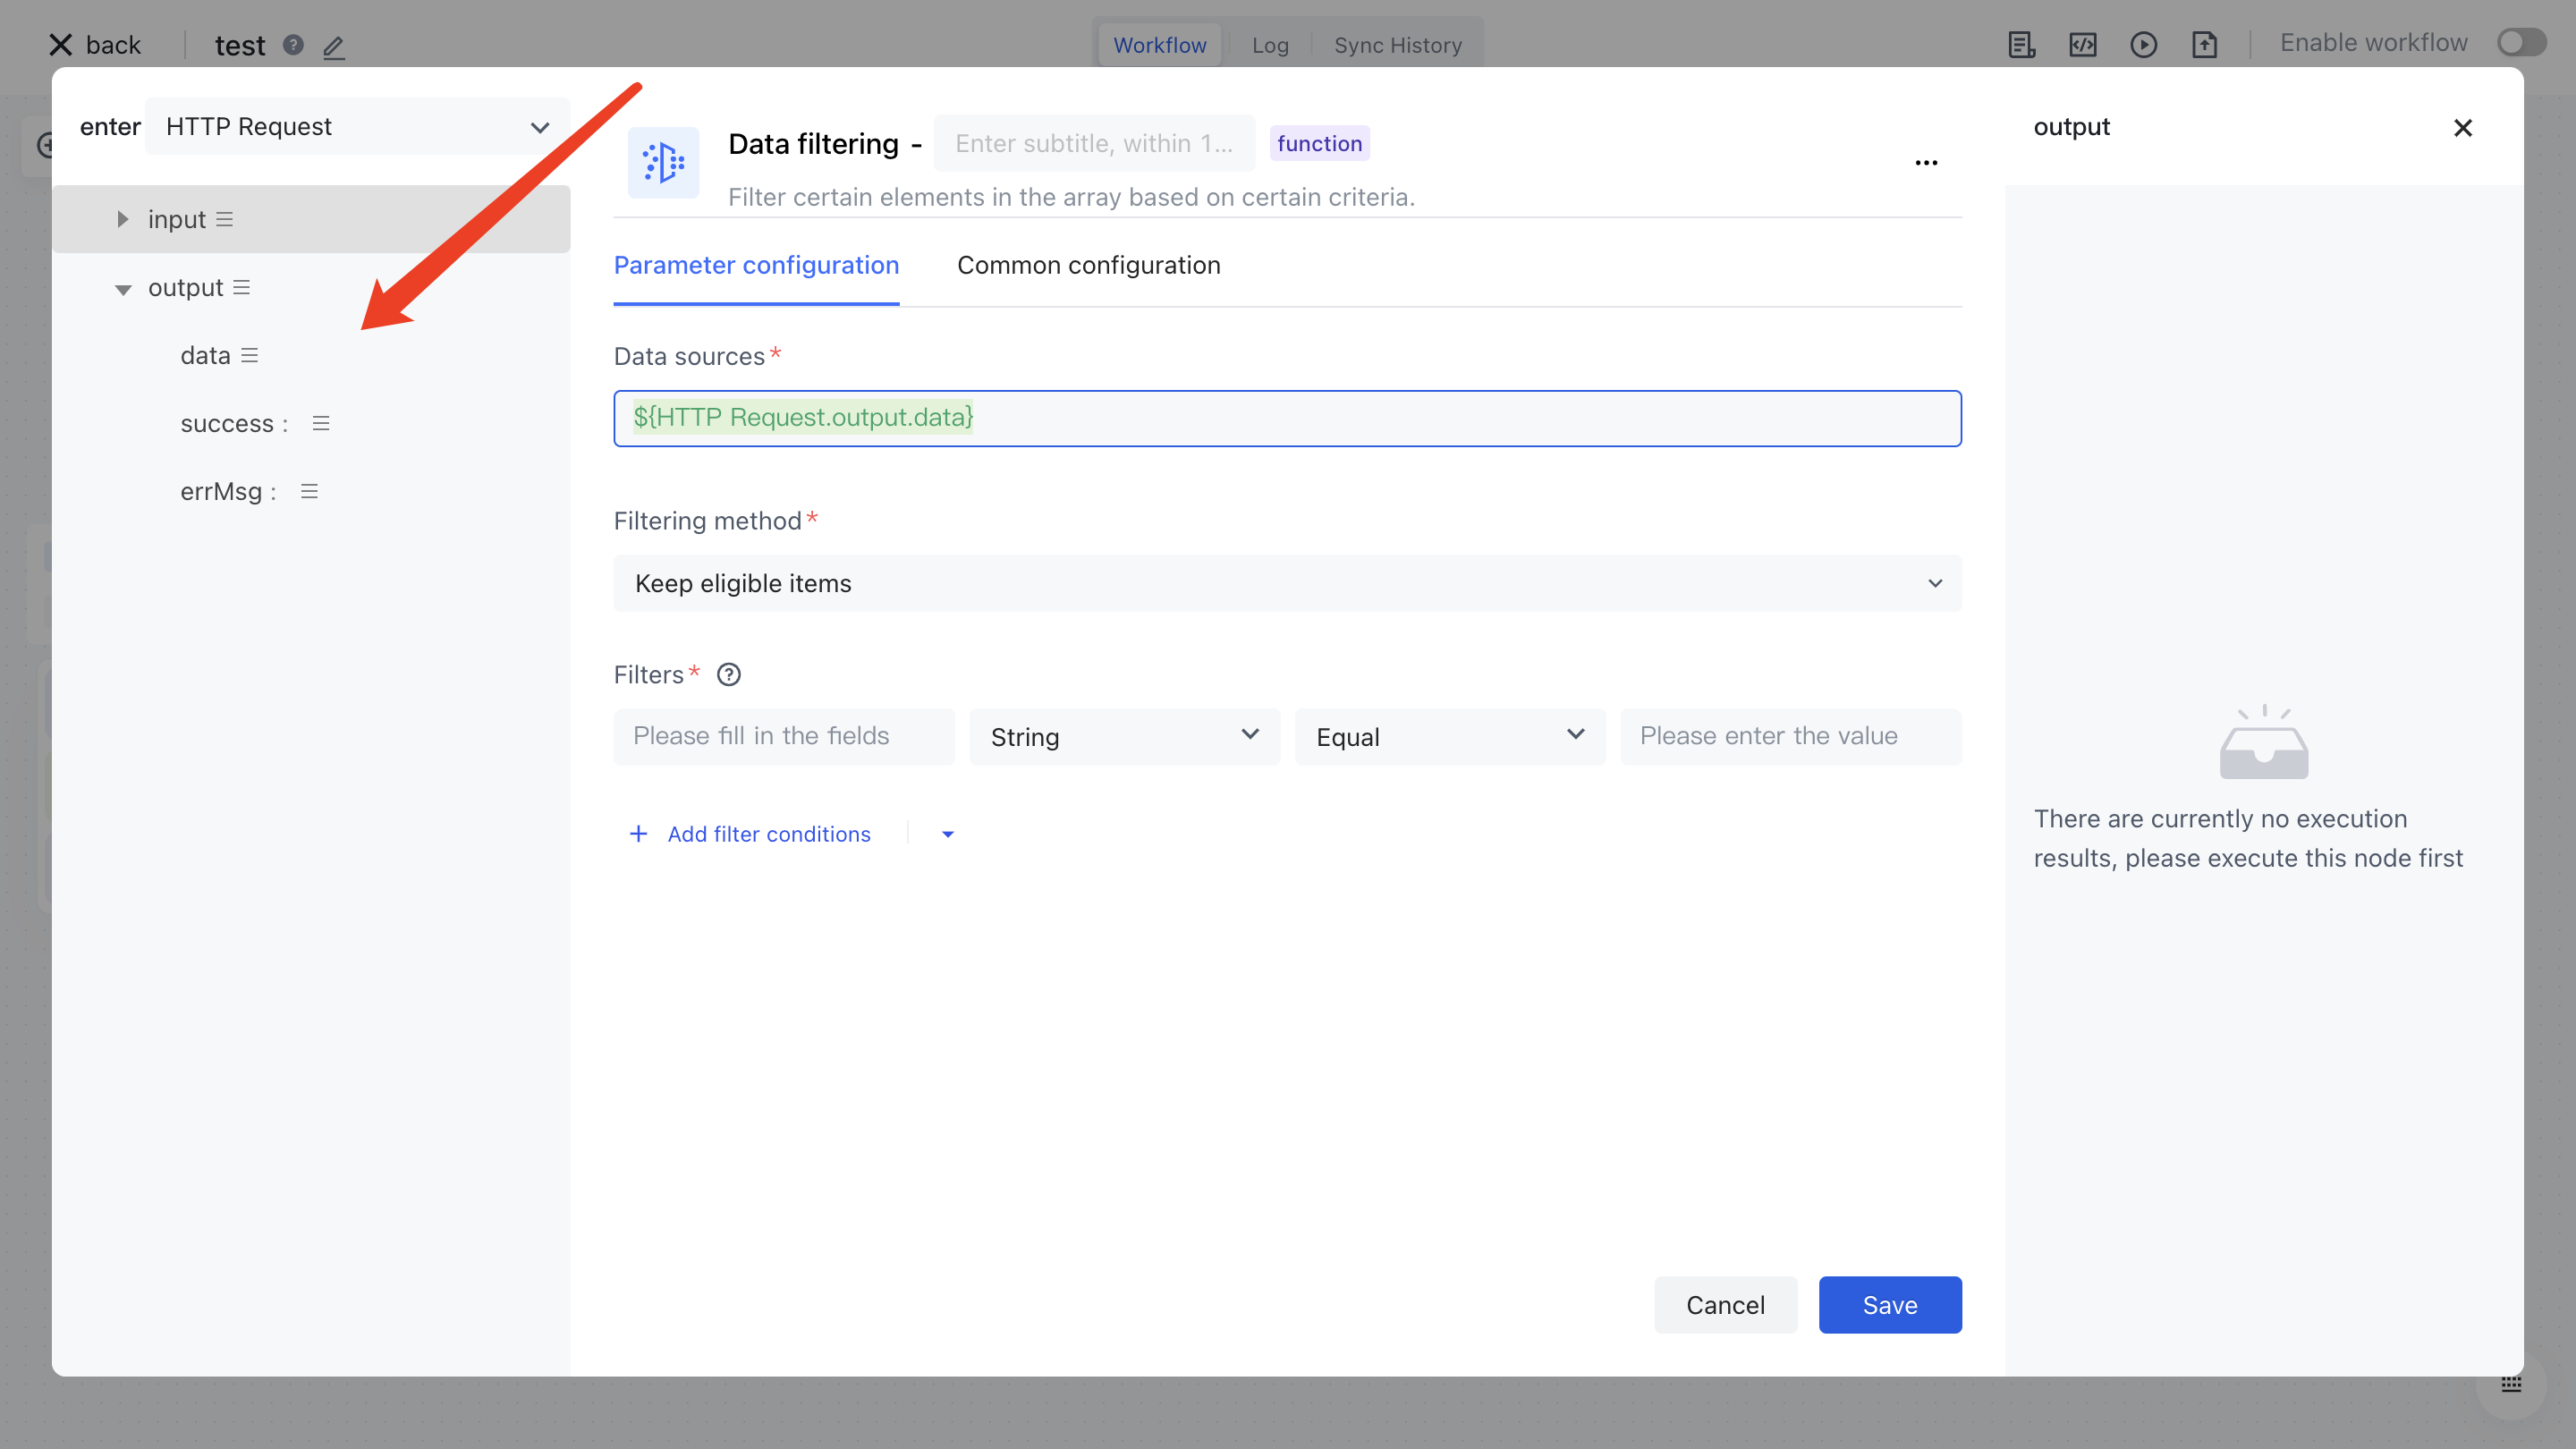 back
test
Workflow
Log
Sync History
Enable workflow
enter
HTTP Request
input
output
data
success :
errMsg :
Data filtering -
Enter subtitle, within 1...
function
Filter certain elements in the array based on certain criteria.
Parameter configuration
Common configuration
Data sources*
${HTTP Request.output.data}
Filtering method*
Keep eligible items
Filters*
Please fill in the fields
String
Equal
Please enter the value
+ Add filter conditions
Cancel
Save
output
There are currently no execution
results, please execute this node first